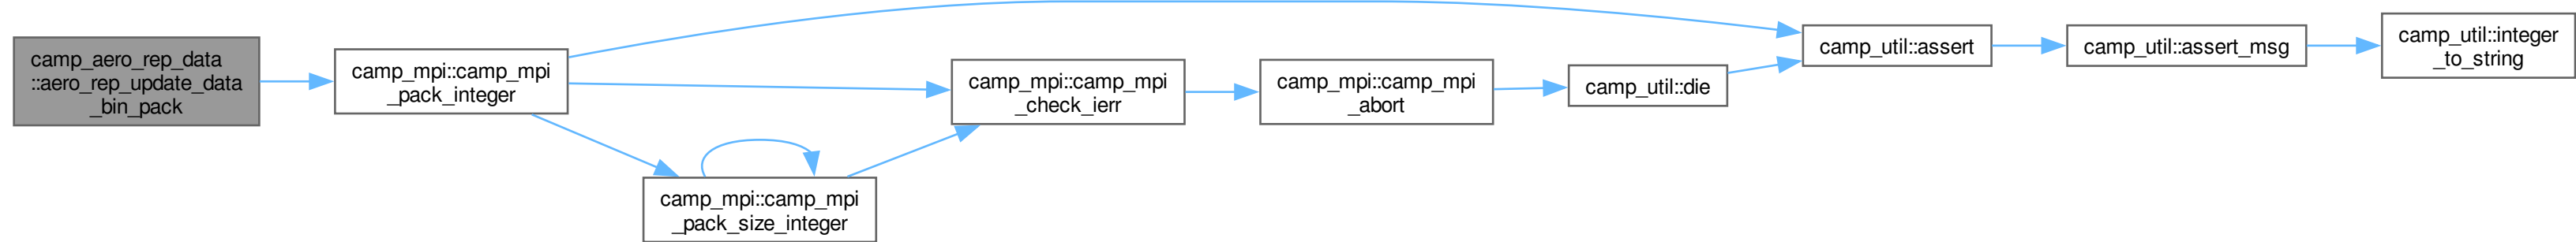 camp_aero_rep_data
::aero_rep_update_data
_bin_pack
camp_mpi::camp_mpi
_pack_integer
camp_mpi::camp_mpi
_pack_size_integer
camp_mpi::camp_mpi
_check_ierr
camp_mpi::camp_mpi
_abort
camp_util::die
camp_util::assert
camp_util::assert_msg
camp_util::integer
_to_string